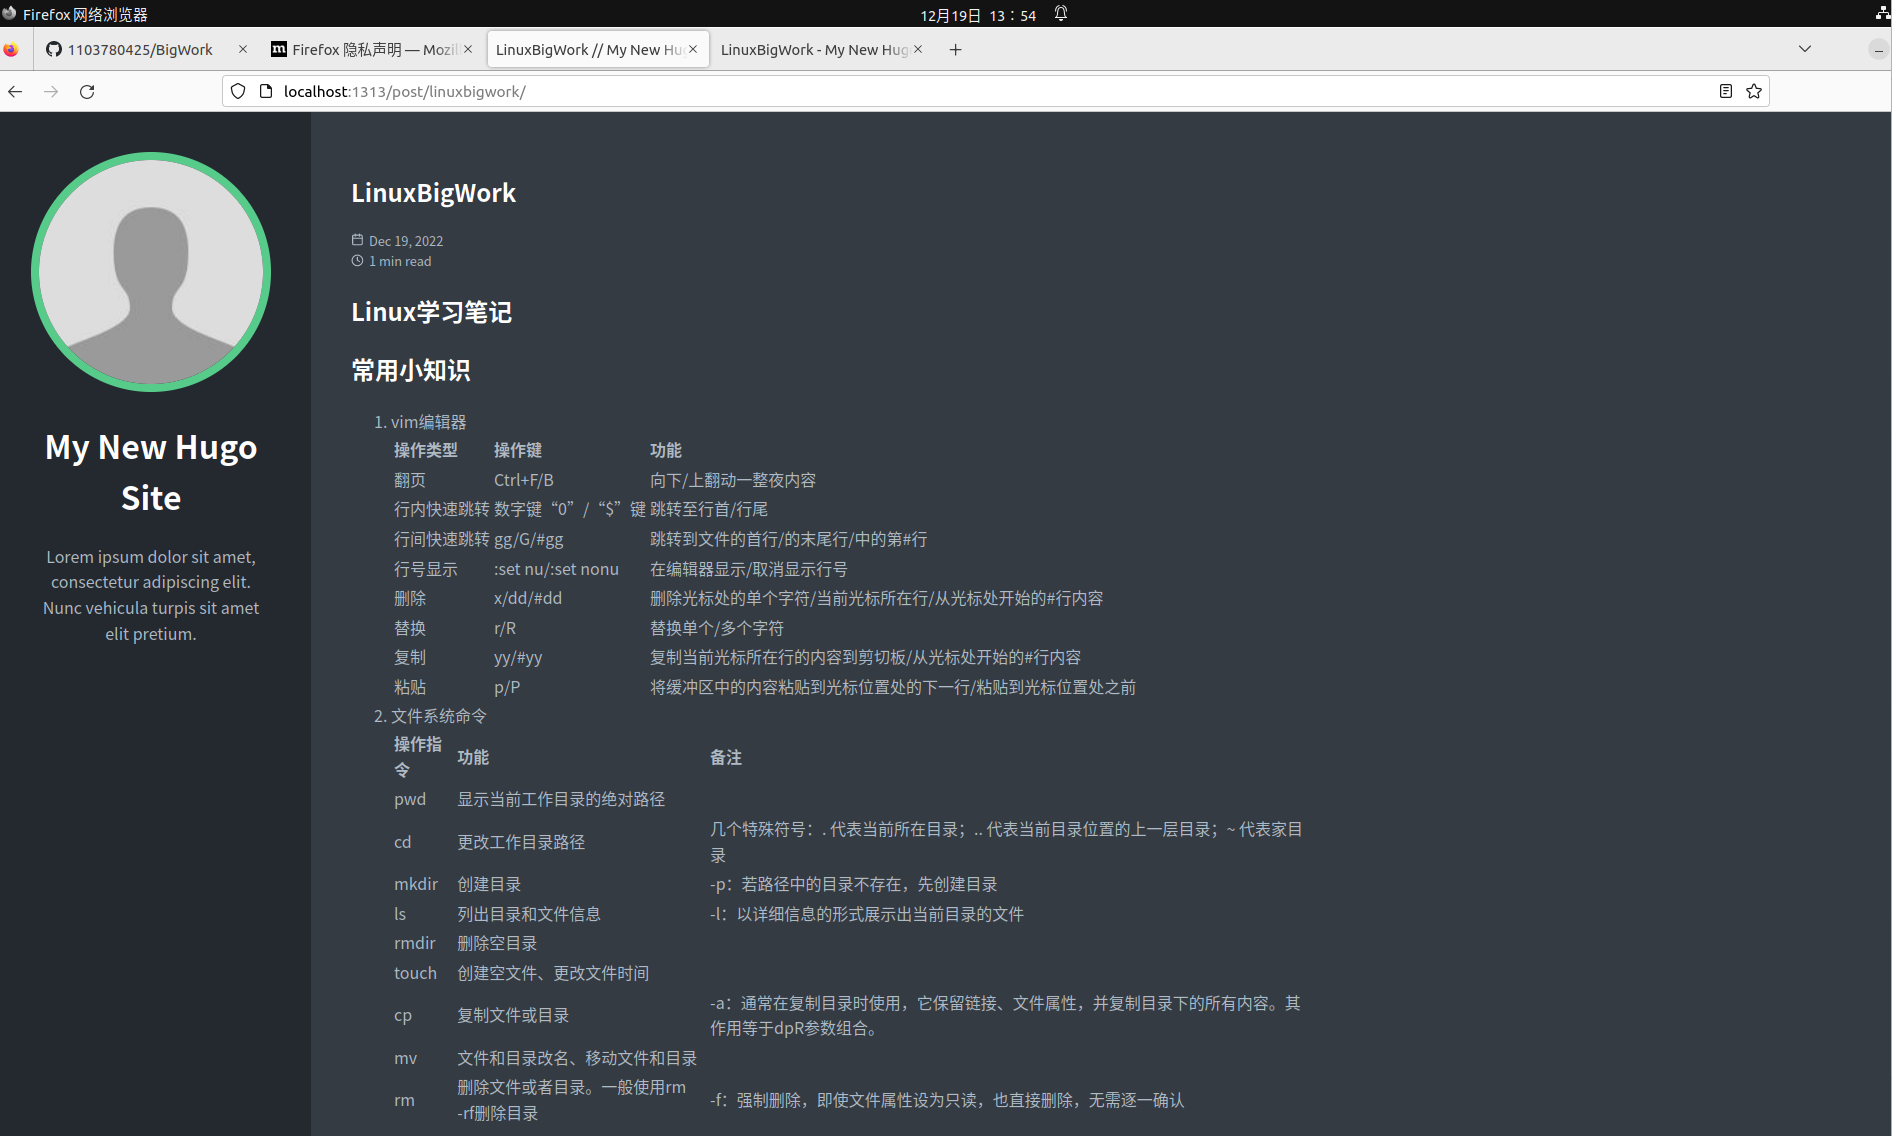 Firefox 网络浏览器
12月19日 13：54
1103780425/BigWork
Firefox 隐私声明 — Mozil
LinuxBigWork // My New Hu
LinuxBigWork - My New Hug
localhost:1313/post/linuxbigwork/
My New Hugo
Site
Lorem ipsum dolor sit amet,
consectetur adipiscing elit.
Nunc vehicula turpis sit amet
elit pretium.
LinuxBigWork
Dec 19, 2022
1 min read
Linux学习笔记
常用小知识
1. vim编辑器
操作类型 操作键 功能
翻页 Ctrl+F/B 向下/上翻动一整夜内容
行内快速跳转 数字键“0”/“$”键 跳转至行首/行尾
行间快速跳转 gg/G/#gg 跳转到文件的首行/的末尾行/中的第#行
行号显示 :set nu/:set nonu 在编辑器显示/取消显示行号
删除 x/dd/#dd 删除光标处的单个字符/当前光标所在行/从光标处开始的#行内容
替换 r/R 替换单个/多个字符
复制 yy/#yy 复制当前光标所在行的内容到剪切板/从光标处开始的#行内容
粘贴 p/P 将缓冲区中的内容粘贴到光标位置处的下一行/粘贴到光标位置处之前
2. 文件系统命令
操作指
令 功能 备注
pwd 显示当前工作目录的绝对路径
cd 更改工作目录路径 几个特殊符号：. 代表当前所在目录；.. 代表当前目录位置的上一层目录；~ 代表家目
录
mkdir 创建目录 -p：若路径中的目录不存在，先创建目录
ls 列出目录和文件信息 -l：以详细信息的形式展示出当前目录的文件
rmdir 删除空目录
touch 创建空文件、更改文件时间
cp 复制文件或目录 -a：通常在复制目录时使用，它保留链接、文件属性，并复制目录下的所有内容。其
作用等于dpR参数组合。
mv 文件和目录改名、移动文件和目录
rm 删除文件或者目录。一般使用rm
-rf删除目录 -f：强制删除，即使文件属性设为只读，也直接删除，无需逐一确认